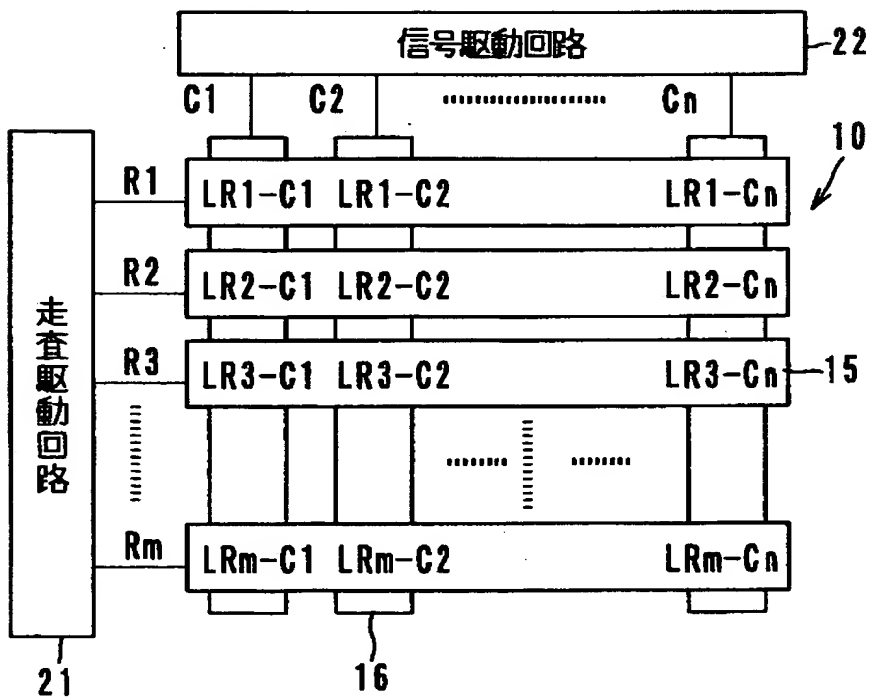 信号駆動回路 22
C1 C2 Cn
10
R1 LR1-C1 LR1-C2 LR1-Cn
R2 LR2-C1 LR2-C2 LR2-Cn
走査駆動回路
R3 LR3-C1 LR3-C2 LR3-Cn 15
Rm LRm-C1 LRm-C2 LRm-Cn
21 16